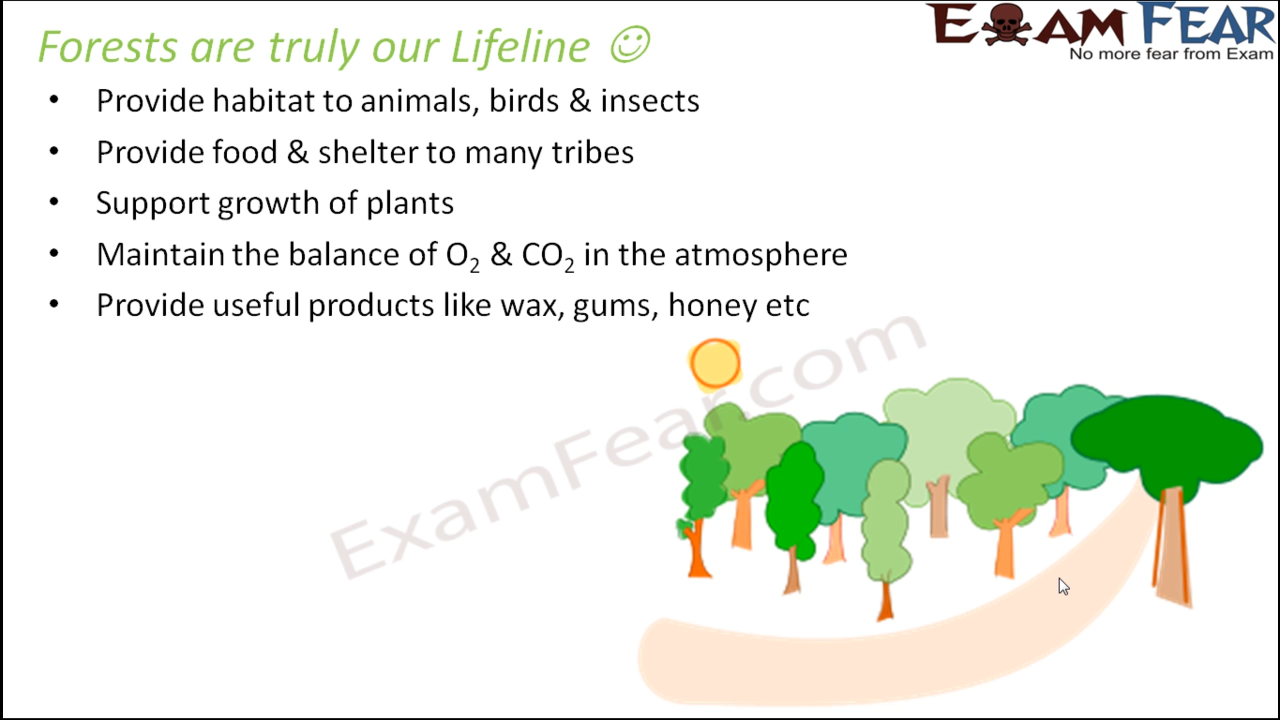 Forests are truly our Lifeline ☺
EXAM FEAR
No more fear from Exam
• Provide habitat to animals, birds & insects
• Provide food & shelter to many tribes
• Support growth of plants
• Maintain the balance of O₂ & CO₂ in the atmosphere
• Provide useful products like wax, gums, honey etc
ExamFear.com